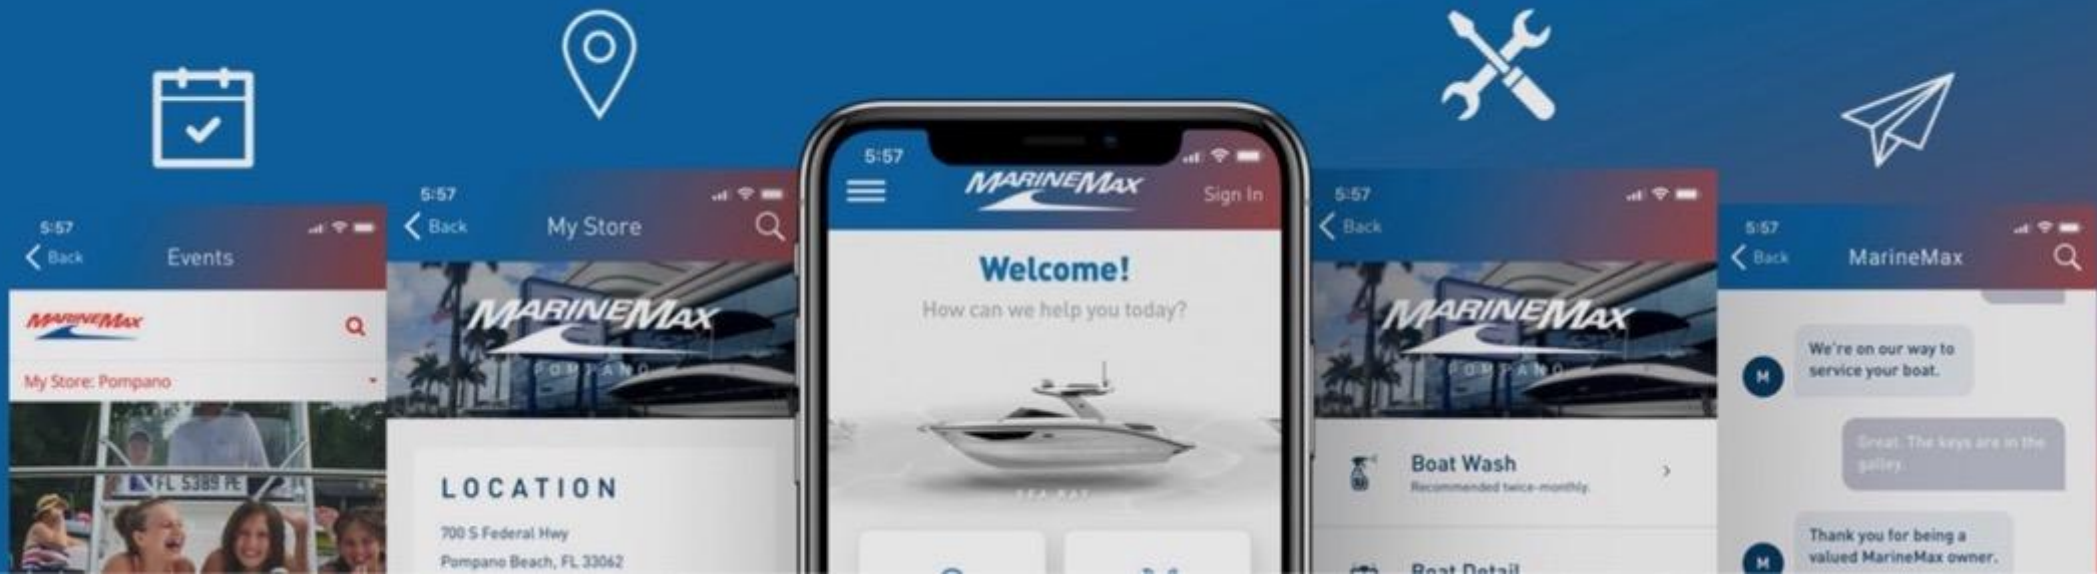 5:57
Back
Events
MARINEMAX
My Store: Pompano
FL 5389 PE
5:57
Back
My Store
MARINEMAX
POMPANO
LOCATION
700 S Federal Hwy
Pompano Beach, FL 33062
5:57
MARINEMAX
Sign In
Welcome!
How can we help you today?
SEA RAY
5:57
Back
MARINEMAX
POMPANO
Boat Wash
Recommended twice-monthly.
Boat Detail
5:57
Back
MarineMax
M
We're on our way to
service your boat.
Great. The keys are in the
galley.
M
Thank you for being a
valued MarineMax owner.